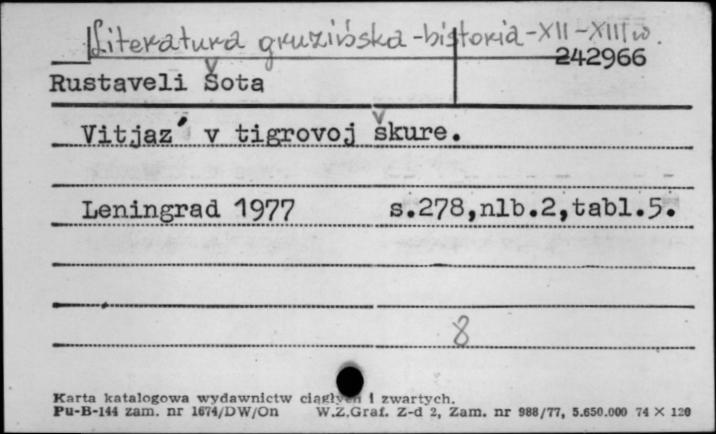 Literatura gruzińska - historia - XII - XIII w.
242966
Rustaveli Šota
Vitjaz´ v tigrovoj škure.
Leningrad 1977 s.278,nlb.2,tabl.5.
8
Karta katalogowa wydawnictw ciągłych i zwartych.
Pu-B-144 zam. nr 1674/DW/On W.Z.Graf. Z-d 2, Zam. nr 988/77, 5.650.000 74 × 120